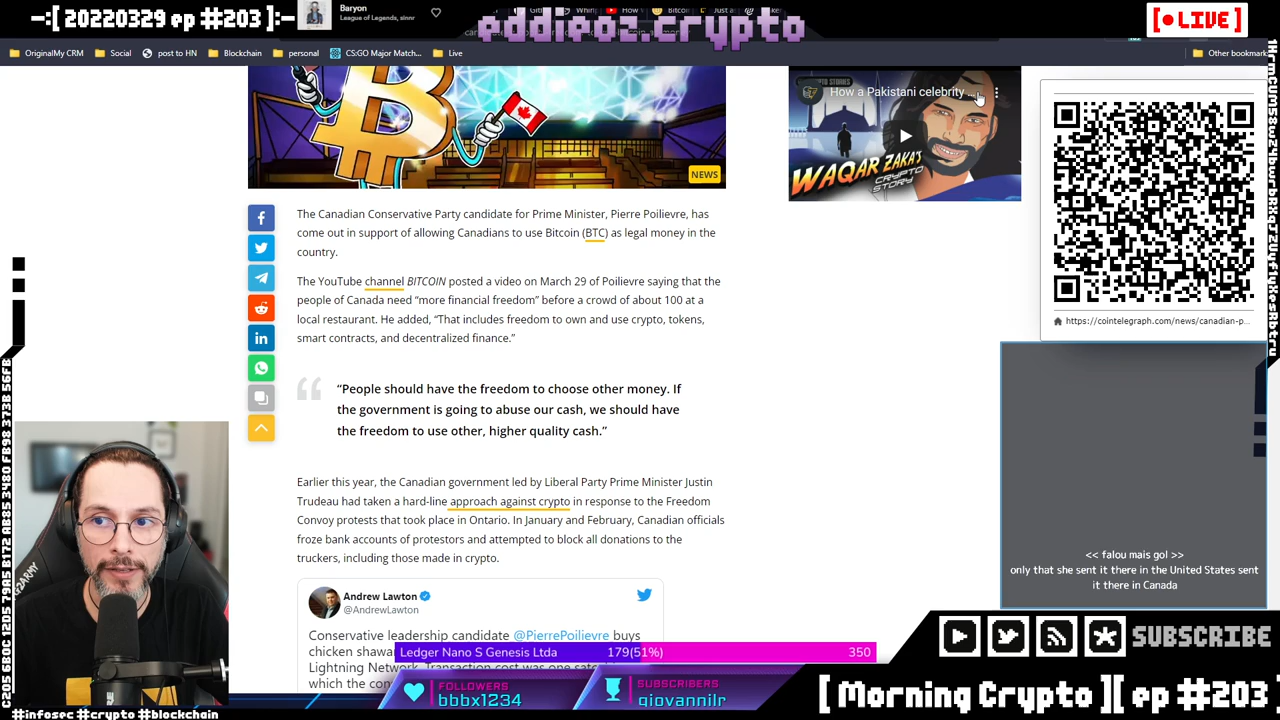 -:[ 20220329 ep #203 ]:-
Baryon
League of Legends, slnnr
eddieoz.crypto
[ LIVE ]
OriginalMy CRM
Social
post to HN
Blockchain
personal
CS:GO Major Match...
Live
Other bookmark
NEWS
How a Pakistani celebrity ...
WAQAR ZAKA'S
CRYPTO
STORY
https://cointelegraph.com/news/canadian-p...
The Canadian Conservative Party candidate for Prime Minister, Pierre Poilievre, has
come out in support of allowing Canadians to use Bitcoin (BTC) as legal money in the
country.
The YouTube channel BITCOIN posted a video on March 29 of Poilievre saying that the
people of Canada need “more financial freedom” before a crowd of about 100 at a
local restaurant. He added, “That includes freedom to own and use crypto, tokens,
smart contracts, and decentralized finance.”
“People should have the freedom to choose other money. If
the government is going to abuse our cash, we should have
the freedom to use other, higher quality cash.”
Earlier this year, the Canadian government led by Liberal Party Prime Minister Justin
Trudeau had taken a hard-line approach against crypto in response to the Freedom
Convoy protests that took place in Ontario. In January and February, Canadian officials
froze bank accounts of protestors and attempted to block all donations to the
truckers, including those made in crypto.
Andrew Lawton
@AndrewLawton
Conservative leadership candidate @PierrePoilievre buys
chicken shawar
Lightning Network. Transaction cost was one sato
which the con
<< falou mais gol >>
only that she sent it there in the United States sent
it there in Canada
Ledger Nano S Genesis Ltda
179(51%)
350
FOLLOWERS
bbbx1234
SUBSCRIBERS
giovannilr
SUBSCRIBE
[ Morning Crypto ][ ep #203 ]
#infosec #crypto #blockchain